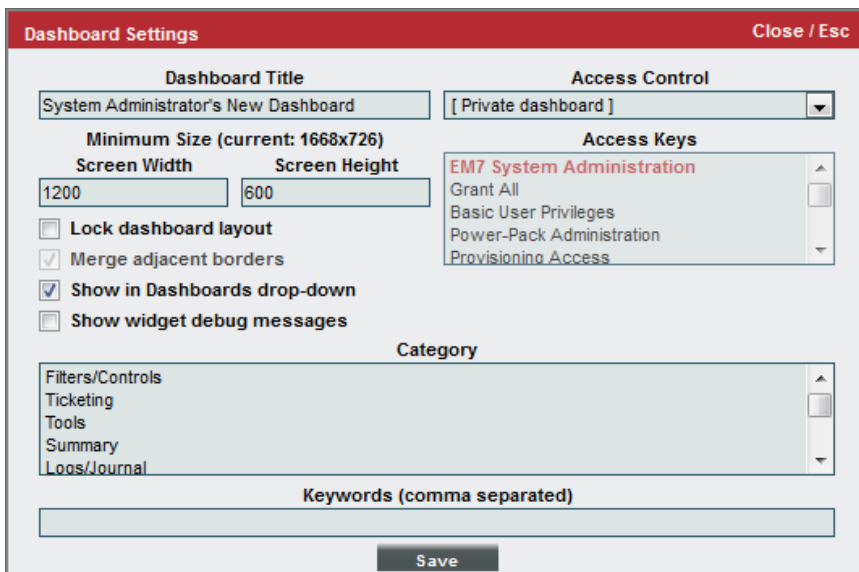 Dashboard Settings
Close / Esc
Dashboard Title
Access Control
System Administrator's New Dashboard
[ Private dashboard ]
Minimum Size (current: 1668x726)
Access Keys
Screen Width
Screen Height
EM7 System Administration
1200
600
Grant All
Basic User Privileges
Lock dashboard layout
Power-Pack Administration
Merge adjacent borders
Provisioning Access
Show in Dashboards drop-down
Show widget debug messages
Category
Filters/Controls
Ticketing
Tools
Summary
Logs/Journal
Keywords (comma separated)
Save